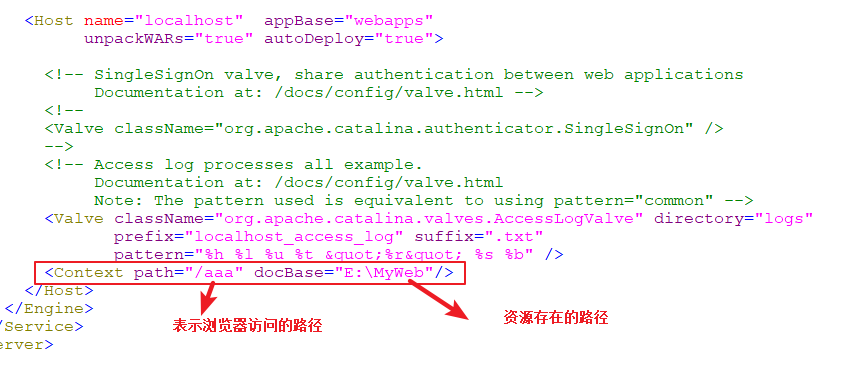 <Host name="localhost"  appBase="webapps"
unpackWARs="true" autoDeploy="true">
<!-- SingleSignOn valve, share authentication between web applications
Documentation at: /docs/config/valve.html -->
<!--
<Valve className="org.apache.catalina.authenticator.SingleSignOn" />
-->
<!-- Access log processes all example.
Documentation at: /docs/config/valve.html
Note: The pattern used is equivalent to using pattern="common" -->
<Valve className="org.apache.catalina.valves.AccessLogValve" directory="logs"
prefix="localhost_access_log" suffix=".txt"
pattern="%h %l %u %t &quot;%r&quot; %s %b" />
<Context path="/aaa" docBase="E:\MyWeb"/>
</Host>
</Engine>
/Service>
erver>
表示浏览器访问的路径
资源存在的路径